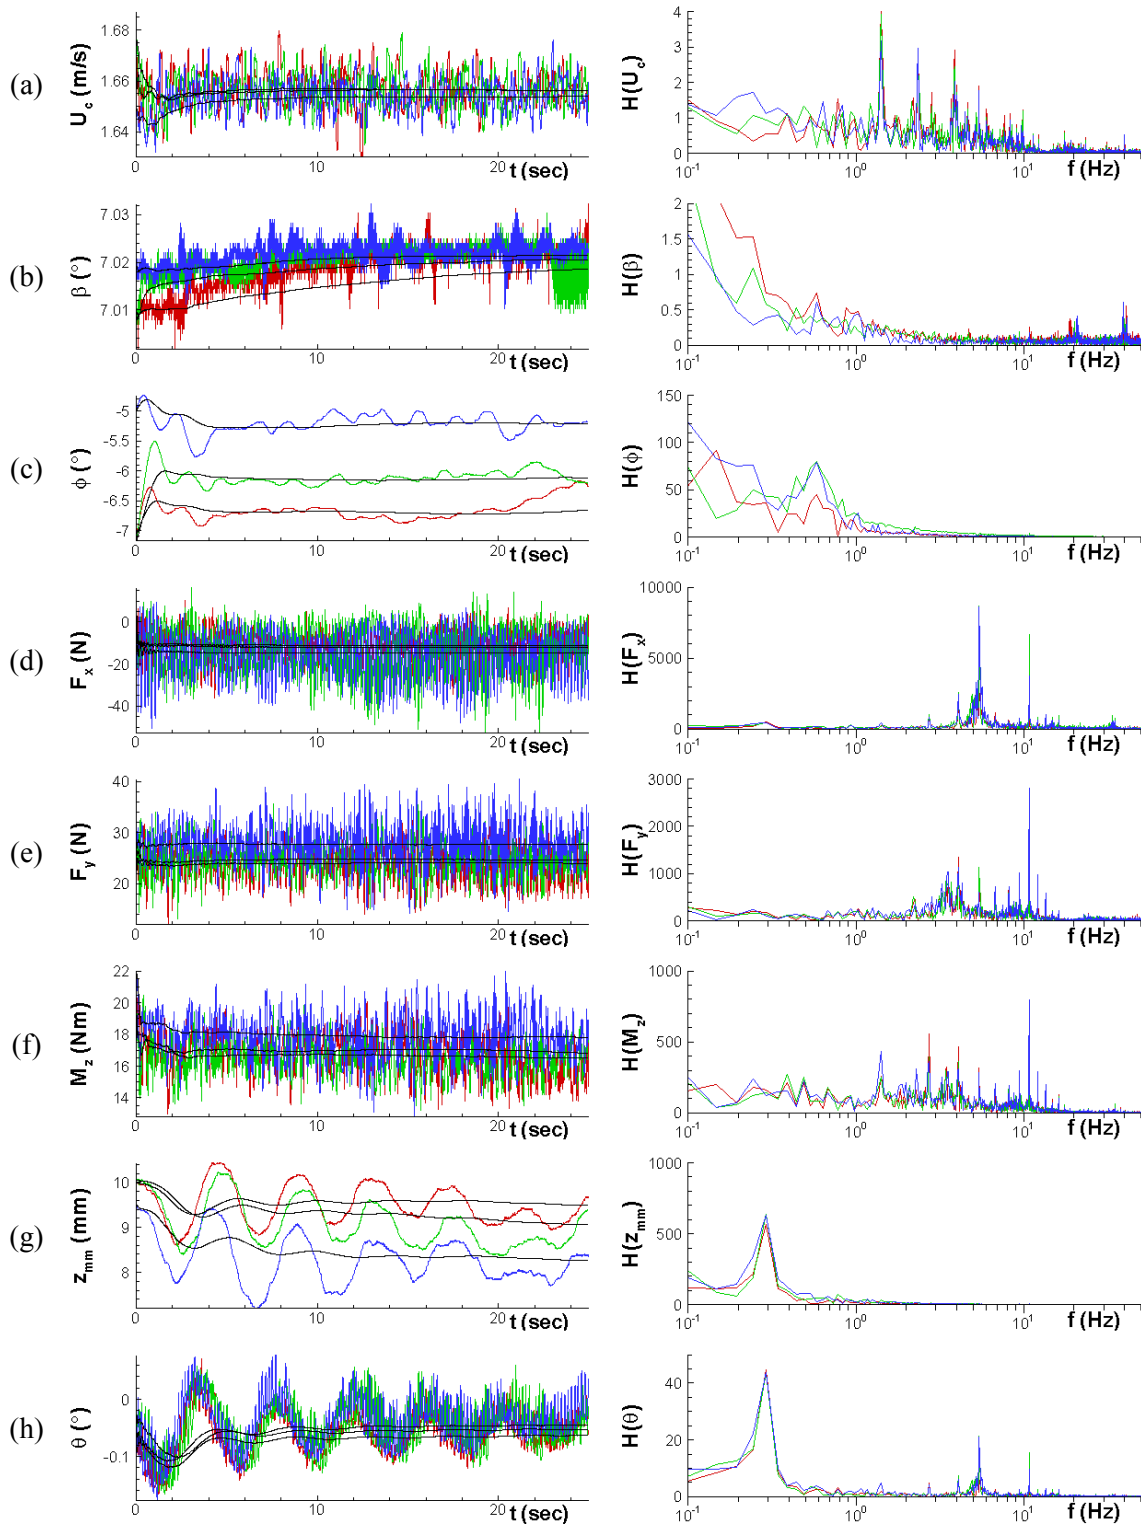 (a)
U_c (m/s)
1.68
1.66
1.64
0
10
20
t (sec)
H(U_c)
4
3
2
1
0
10^-1
10^0
10^1
f (Hz)
(b)
β (°)
7.03
7.02
7.01
0
10
20
t (sec)
H(β)
2
1.5
1
0.5
0
10^-1
10^0
10^1
f (Hz)
(c)
ϕ (°)
-5
-5.5
-6
-6.5
-7
0
10
20
t (sec)
H(ϕ)
150
100
50
0
10^-1
10^0
10^1
f (Hz)
(d)
F_x (N)
0
-20
-40
0
10
20
t (sec)
H(F_x)
10000
5000
0
10^-1
10^0
10^1
f (Hz)
(e)
F_y (N)
40
30
20
0
10
20
t (sec)
H(F_y)
3000
2000
1000
0
10^-1
10^0
10^1
f (Hz)
(f)
M_z (Nm)
22
20
18
16
14
0
10
20
t (sec)
H(M_z)
1000
500
0
10^-1
10^0
10^1
f (Hz)
(g)
z_mm (mm)
10
9
8
0
10
20
t (sec)
H(z_mm)
1000
500
0
10^-1
10^0
10^1
f (Hz)
(h)
θ (°)
0
-0.1
0
10
20
t (sec)
H(θ)
40
20
0
10^-1
10^0
10^1
f (Hz)